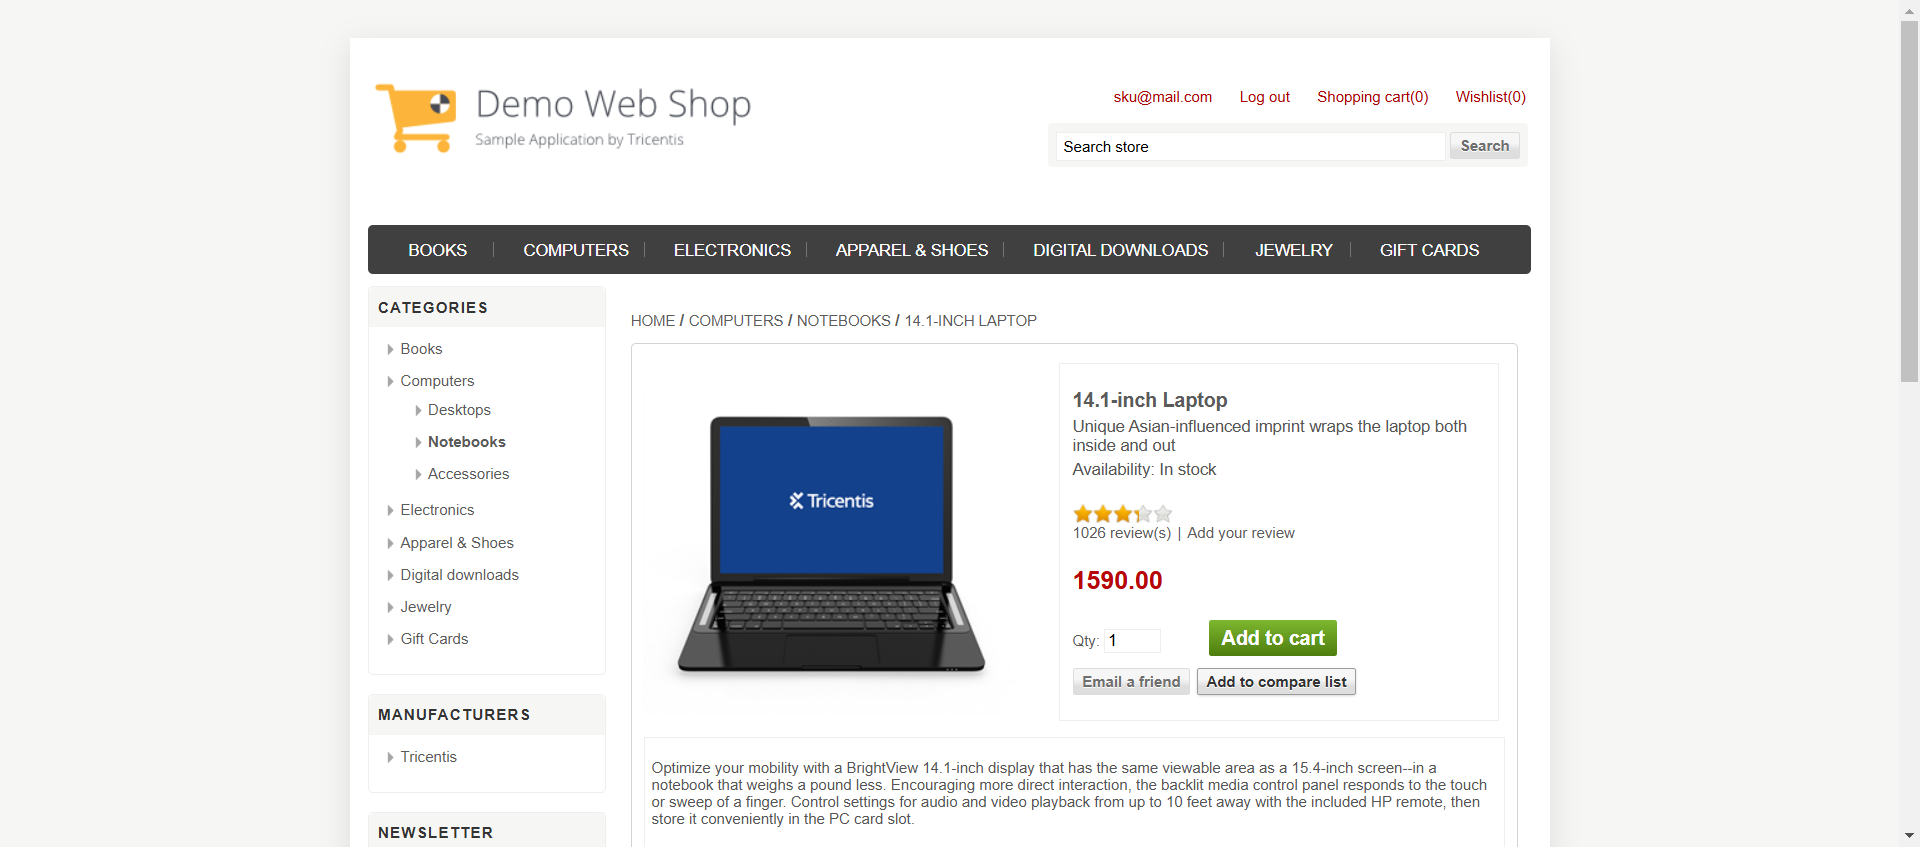 Demo Web Shop
Sample Application by Tricentis
sku@mail.com Log out Shopping cart(0) Wishlist(0)
Search store Search
BOOKS COMPUTERS ELECTRONICS APPAREL & SHOES DIGITAL DOWNLOADS JEWELRY GIFT CARDS
CATEGORIES
Books
Computers
Desktops
Notebooks
Accessories
Electronics
Apparel & Shoes
Digital downloads
Jewelry
Gift Cards
MANUFACTURERS
Tricentis
NEWSLETTER
HOME / COMPUTERS / NOTEBOOKS / 14.1-INCH LAPTOP
Tricentis
14.1-inch Laptop
Unique Asian-influenced imprint wraps the laptop both
inside and out
Availability: In stock
1026 review(s) | Add your review
1590.00
Qty: 1 Add to cart
Email a friend Add to compare list
Optimize your mobility with a BrightView 14.1-inch display that has the same viewable area as a 15.4-inch screen--in a
notebook that weighs a pound less. Encouraging more direct interaction, the backlit media control panel responds to the touch
or sweep of a finger. Control settings for audio and video playback from up to 10 feet away with the included HP remote, then
store it conveniently in the PC card slot.